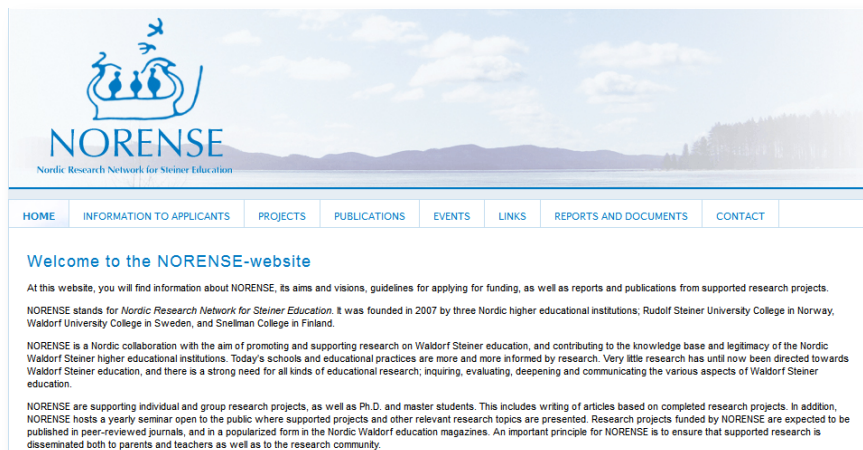 NORENSE
Nordic Research Network for Steiner Education
HOME INFORMATION TO APPLICANTS PROJECTS PUBLICATIONS EVENTS LINKS REPORTS AND DOCUMENTS CONTACT
Welcome to the NORENSE-website
At this website, you will find information about NORENSE, its aims and visions, guidelines for applying for funding, as well as reports and publications from supported research projects.
NORENSE stands for Nordic Research Network for Steiner Education. It was founded in 2007 by three Nordic higher educational institutions; Rudolf Steiner University College in Norway,
Waldorf University College in Sweden, and Snellman College in Finland.
NORENSE is a Nordic collaboration with the aim of promoting and supporting research on Waldorf Steiner education, and contributing to the knowledge base and legitimacy of the Nordic
Waldorf Steiner higher educational institutions. Today's schools and educational practices are more and more informed by research. Very little research has until now been directed towards
Waldorf Steiner education, and there is a strong need for all kinds of educational research; inquiring, evaluating, deepening and communicating the various aspects of Waldorf Steiner
education.
NORENSE are supporting individual and group research projects, as well as Ph.D. and master students. This includes writing of articles based on completed research projects. In addition,
NORENSE hosts a yearly seminar open to the public where supported projects and other relevant research topics are presented. Research projects funded by NORENSE are expected to be
published in peer-reviewed journals, and in a popularized form in the Nordic Waldorf education magazines. An important principle for NORENSE is to ensure that supported research is
disseminated both to parents and teachers as well as to the research community.